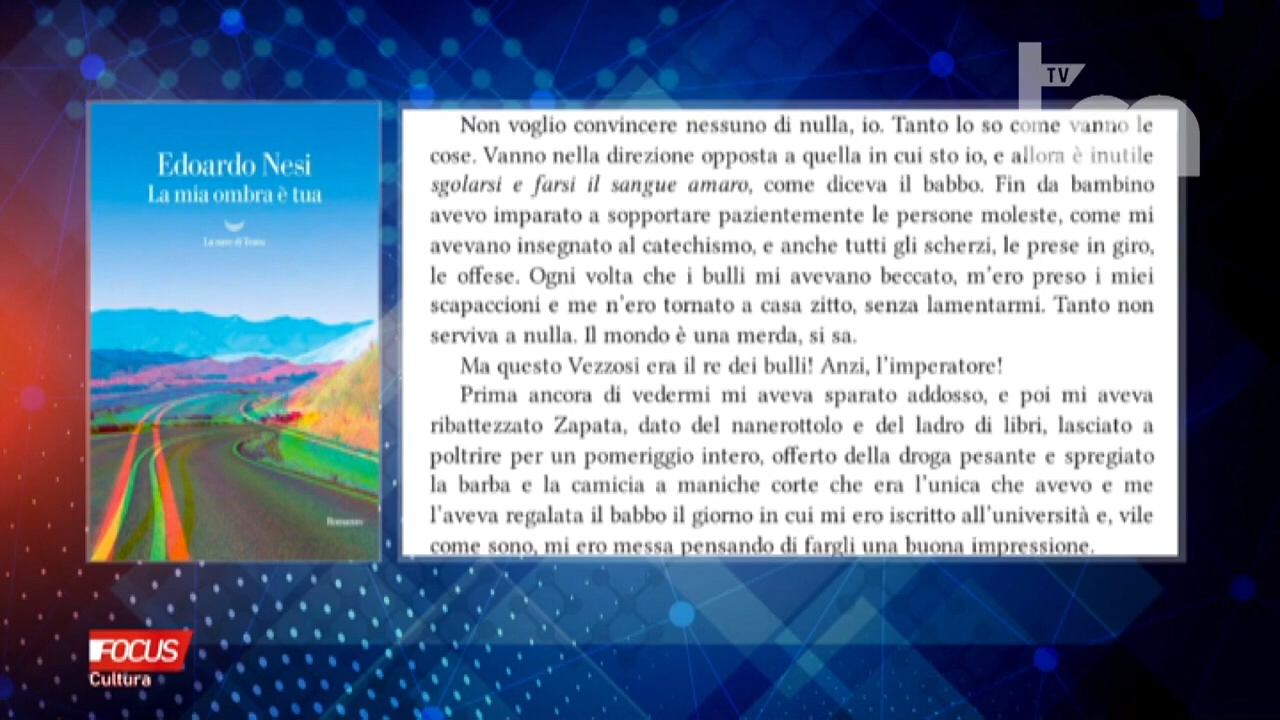 TV
tm
Edoardo Nesi
La mia ombra è tua
La nave di Teseo
Romanzo
Non voglio convincere nessuno di nulla, io. Tanto lo so come vanno le
cose. Vanno nella direzione opposta a quella in cui sto io, e allora è inutile
sgolarsi e farsi il sangue amaro, come diceva il babbo. Fin da bambino
avevo imparato a sopportare pazientemente le persone moleste, come mi
avevano insegnato al catechismo, e anche tutti gli scherzi, le prese in giro,
le offese. Ogni volta che i bulli mi avevano beccato, m'ero preso i miei
scapaccioni e me n'ero tornato a casa zitto, senza lamentarmi. Tanto non
serviva a nulla. Il mondo è una merda, si sa.
Ma questo Vezzosi era il re dei bulli! Anzi, l'imperatore!
Prima ancora di vedermi mi aveva sparato addosso, e poi mi aveva
ribattezzato Zapata, dato del nanerottolo e del ladro di libri, lasciato a
poltrire per un pomeriggio intero, offerto della droga pesante e spregiato
la barba e la camicia a maniche corte che era l'unica che avevo e me
l'aveva regalata il babbo il giorno in cui mi ero iscritto all'università e, vile
come sono, mi ero messa pensando di fargli una buona impressione.
FOCUS
Cultura